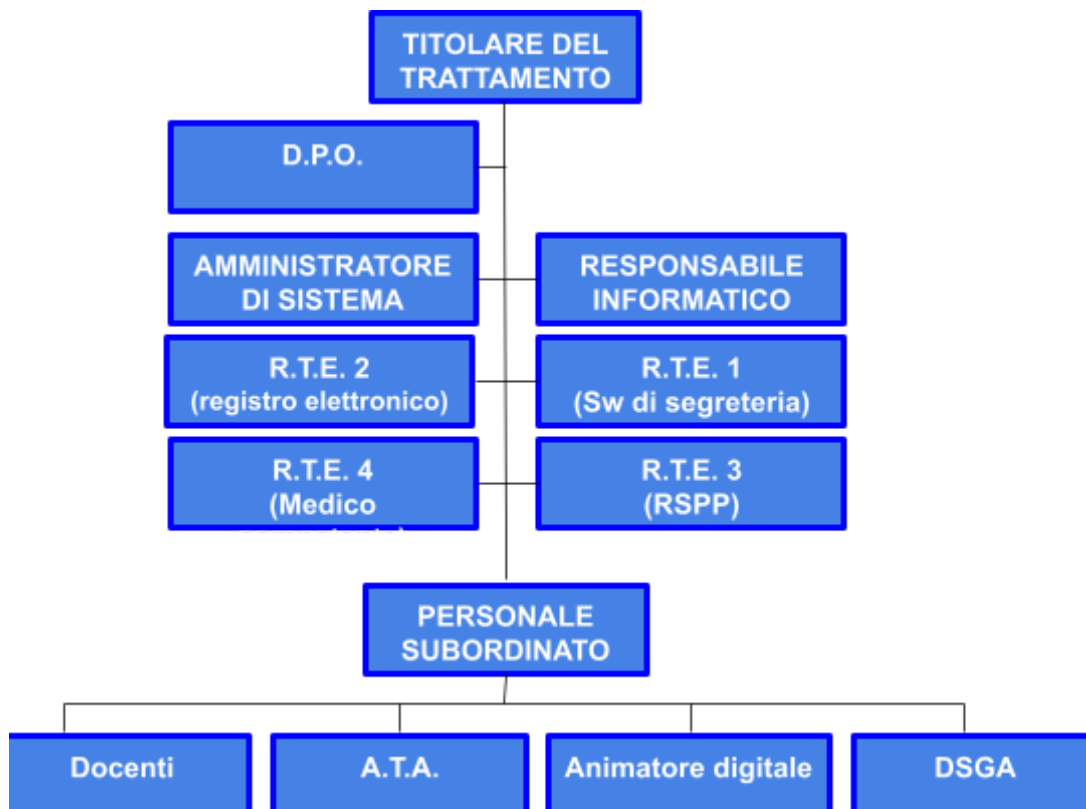 TITOLARE DEL
TRATTAMENTO
D.P.O.
AMMINISTRATORE
DI SISTEMA
RESPONSABILE
INFORMATICO
R.T.E. 2
(registro elettronico)
R.T.E. 1
(Sw di segreteria)
R.T.E. 4
(Medico
R.T.E. 3
(RSPP)
PERSONALE
SUBORDINATO
Docenti
A.T.A.
Animatore digitale
DSGA